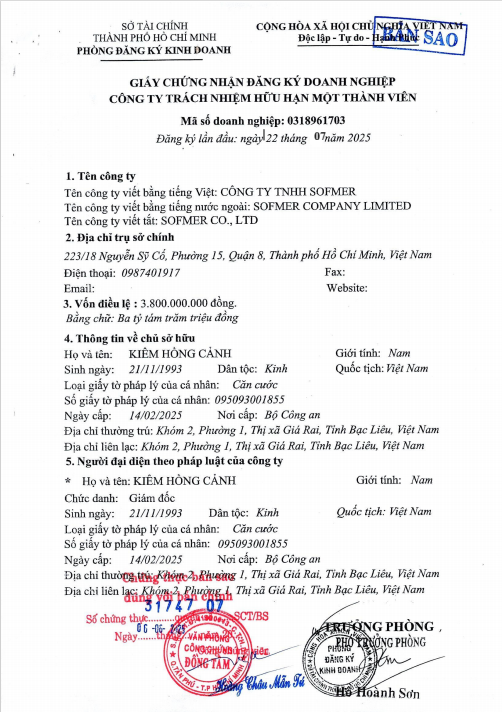 SỞ TÀI CHÍNH
THÀNH PHỐ HỒ CHÍ MINH
PHÒNG ĐĂNG KÝ KINH DOANH
CỘNG HÒA XÃ HỘI CHỦ NGHĨA VIỆT NAM
Độc lập - Tự do - Hạnh Phúc
BẢN SAO
GIẤY CHỨNG NHẬN ĐĂNG KÝ DOANH NGHIỆP
CÔNG TY TRÁCH NHIỆM HỮU HẠN MỘT THÀNH VIÊN
Mã số doanh nghiệp: 0318961703
Đăng ký lần đầu: ngày 22 tháng 07 năm 2025
1. Tên công ty
Tên công ty viết bằng tiếng Việt: CÔNG TY TNHH SOFMER
Tên công ty viết bằng tiếng nước ngoài: SOFMER COMPANY LIMITED
Tên công ty viết tắt: SOFMER CO., LTD
2. Địa chỉ trụ sở chính
223/18 Nguyễn Sỹ Cố, Phường 15, Quận 8, Thành phố Hồ Chí Minh, Việt Nam
Điện thoại: 0987401917 Fax:
Email: Website:
3. Vốn điều lệ : 3.800.000.000 đồng.
Bằng chữ: Ba tỷ tám trăm triệu đồng
4. Thông tin về chủ sở hữu
Họ và tên: KIÊM HỒNG CẢNH Giới tính: Nam
Sinh ngày: 21/11/1993 Dân tộc: Kinh Quốc tịch: Việt Nam
Loại giấy tờ pháp lý của cá nhân: Căn cước
Số giấy tờ pháp lý của cá nhân: 095093001855
Ngày cấp: 14/02/2025 Nơi cấp: Bộ Công an
Địa chỉ thường trú: Khóm 2, Phường 1, Thị xã Giá Rai, Tỉnh Bạc Liêu, Việt Nam
Địa chỉ liên lạc: Khóm 2, Phường 1, Thị xã Giá Rai, Tỉnh Bạc Liêu, Việt Nam
5. Người đại diện theo pháp luật của công ty
* Họ và tên: KIÊM HỒNG CẢNH Giới tính: Nam
Chức danh: Giám đốc
Sinh ngày: 21/11/1993 Dân tộc: Kinh Quốc tịch: Việt Nam
Loại giấy tờ pháp lý của cá nhân: Căn cước
Số giấy tờ pháp lý của cá nhân: 095093001855
Ngày cấp: 14/02/2025 Nơi cấp: Bộ Công an
Địa chỉ thường trú: Khóm 2, Phường 1, Thị xã Giá Rai, Tỉnh Bạc Liêu, Việt Nam
Địa chỉ liên lạc: Khóm 2, Phường 1, Thị xã Giá Rai, Tỉnh Bạc Liêu, Việt Nam
Chứng thực bản sao
đúng với bản chính
31747 07
Số chứng thực SCT/BS
Ngày
VĂN PHÒNG
CÔNG CHỨNG
ĐỒNG TÂM
Hoàng Châu Mẫn Tú
TRƯỞNG PHÒNG
PHÓ TRƯỞNG PHÒNG
PHÒNG
ĐĂNG KÝ
KINH DOANH
Hồ Hoành Sơn